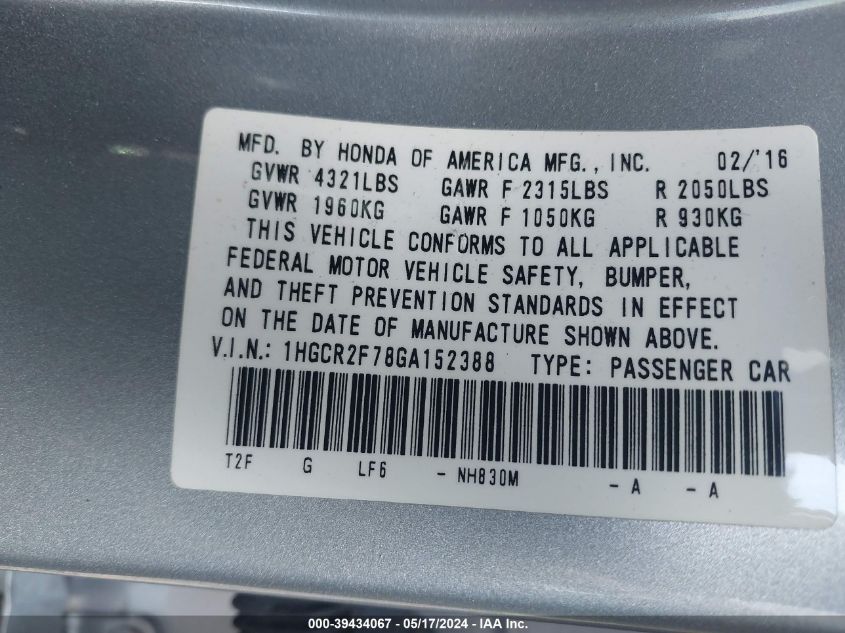 MFD. BY HONDA OF AMERICA MFG., INC. 02/'16
GVWR 4321LBS GAWR F 2315LBS R 2050LBS
GVWR 1960KG GAWR F 1050KG R 930KG
THIS VEHICLE CONFORMS TO ALL APPLICABLE
FEDERAL MOTOR VEHICLE SAFETY, BUMPER,
AND THEFT PREVENTION STANDARDS IN EFFECT
ON THE DATE OF MANUFACTURE SHOWN ABOVE.
V.I.N.: 1HGCR2F78GA152388 TYPE: PASSENGER CAR
T2F G LF6 - NH830M - A - A
000-39434067 — 05/17/2024 — IAA Inc.